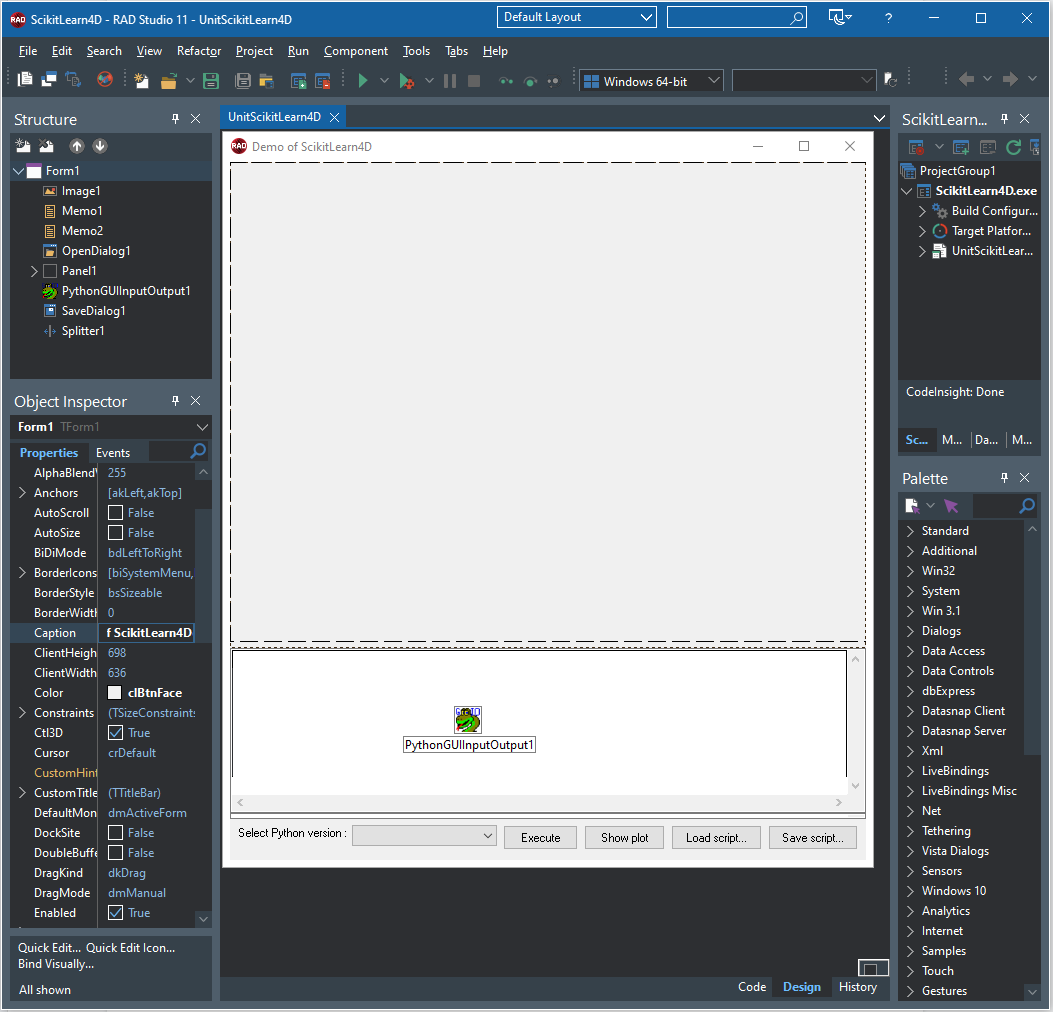 RAD ScikitLearn4D - RAD Studio 11 - UnitScikitLearn4D
Default Layout
?
File Edit Search View Refactor Project Run Component Tools Tabs Help
Windows 64-bit
Structure
Form1
Image1
Memo1
Memo2
OpenDialog1
Panel1
PythonGUIInputOutput1
SaveDialog1
Splitter1
Object Inspector
Form1 TForm1
Properties Events
AlphaBlendV 255
Anchors [akLeft,akTop]
AutoScroll False
AutoSize False
BiDiMode bdLeftToRight
BorderIcons [biSystemMenu,
BorderStyle bsSizeable
BorderWidth 0
Caption f ScikitLearn4D
ClientHeigh 698
ClientWidth 636
Color clBtnFace
Constraints (TSizeConstraints
Ctl3D True
Cursor crDefault
CustomHint
CustomTitle (TTitleBar)
DefaultMon dmActiveForm
DockSite False
DoubleBuffe False
DragKind dkDrag
DragMode dmManual
Enabled True
Quick Edit... Quick Edit Icon...
Bind Visually...
All shown
UnitScikitLearn4D
RAD Demo of ScikitLearn4D
PythonGUIInputOutput1
Select Python version :
Execute
Show plot
Load script...
Save script...
Code Design History
ScikitLearn...
ProjectGroup1
ScikitLearn4D.exe
Build Configur...
Target Platfor...
UnitScikitLear...
CodeInsight: Done
Sc... M... Da... M...
Palette
Standard
Additional
Win32
System
Win 3.1
Dialogs
Data Access
Data Controls
dbExpress
Datasnap Client
Datasnap Server
Xml
LiveBindings
LiveBindings Misc
Net
Tethering
Vista Dialogs
Sensors
Windows 10
Analytics
Internet
Samples
Touch
Gestures